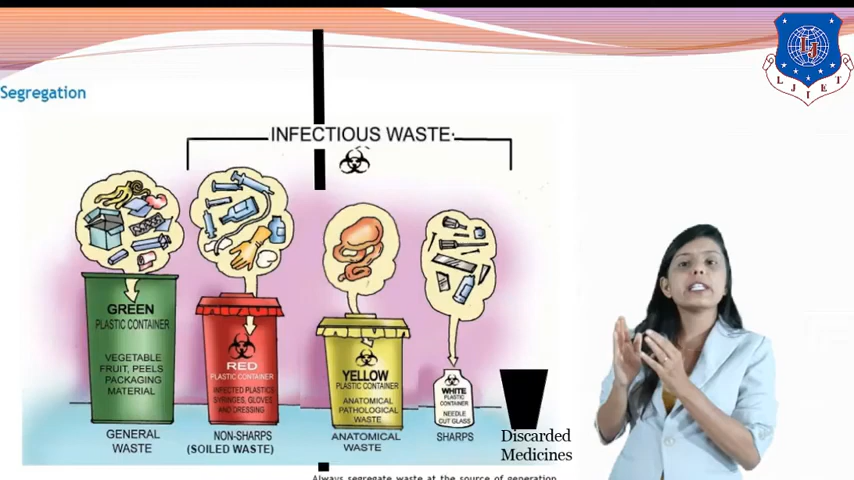 LJIET
Segregation
INFECTIOUS WASTE
GREEN
PLASTIC CONTAINER
VEGETABLE
FRUIT, PEELS
PACKAGING
MATERIAL
GENERAL
WASTE
RED
PLASTIC CONTAINER
INFECTED PLASTICS
SYRINGES, GLOVES
AND DRESSING
NON-SHARPS
(SOILED WASTE)
YELLOW
PLASTIC CONTAINER
ANATOMICAL
PATHOLOGICAL
WASTE
ANATOMICAL
WASTE
WHITE
PLASTIC
CONTAINER
NEEDLE
CUT GLASS
SHARPS
Discarded
Medicines
Always segregate waste at the source of generation